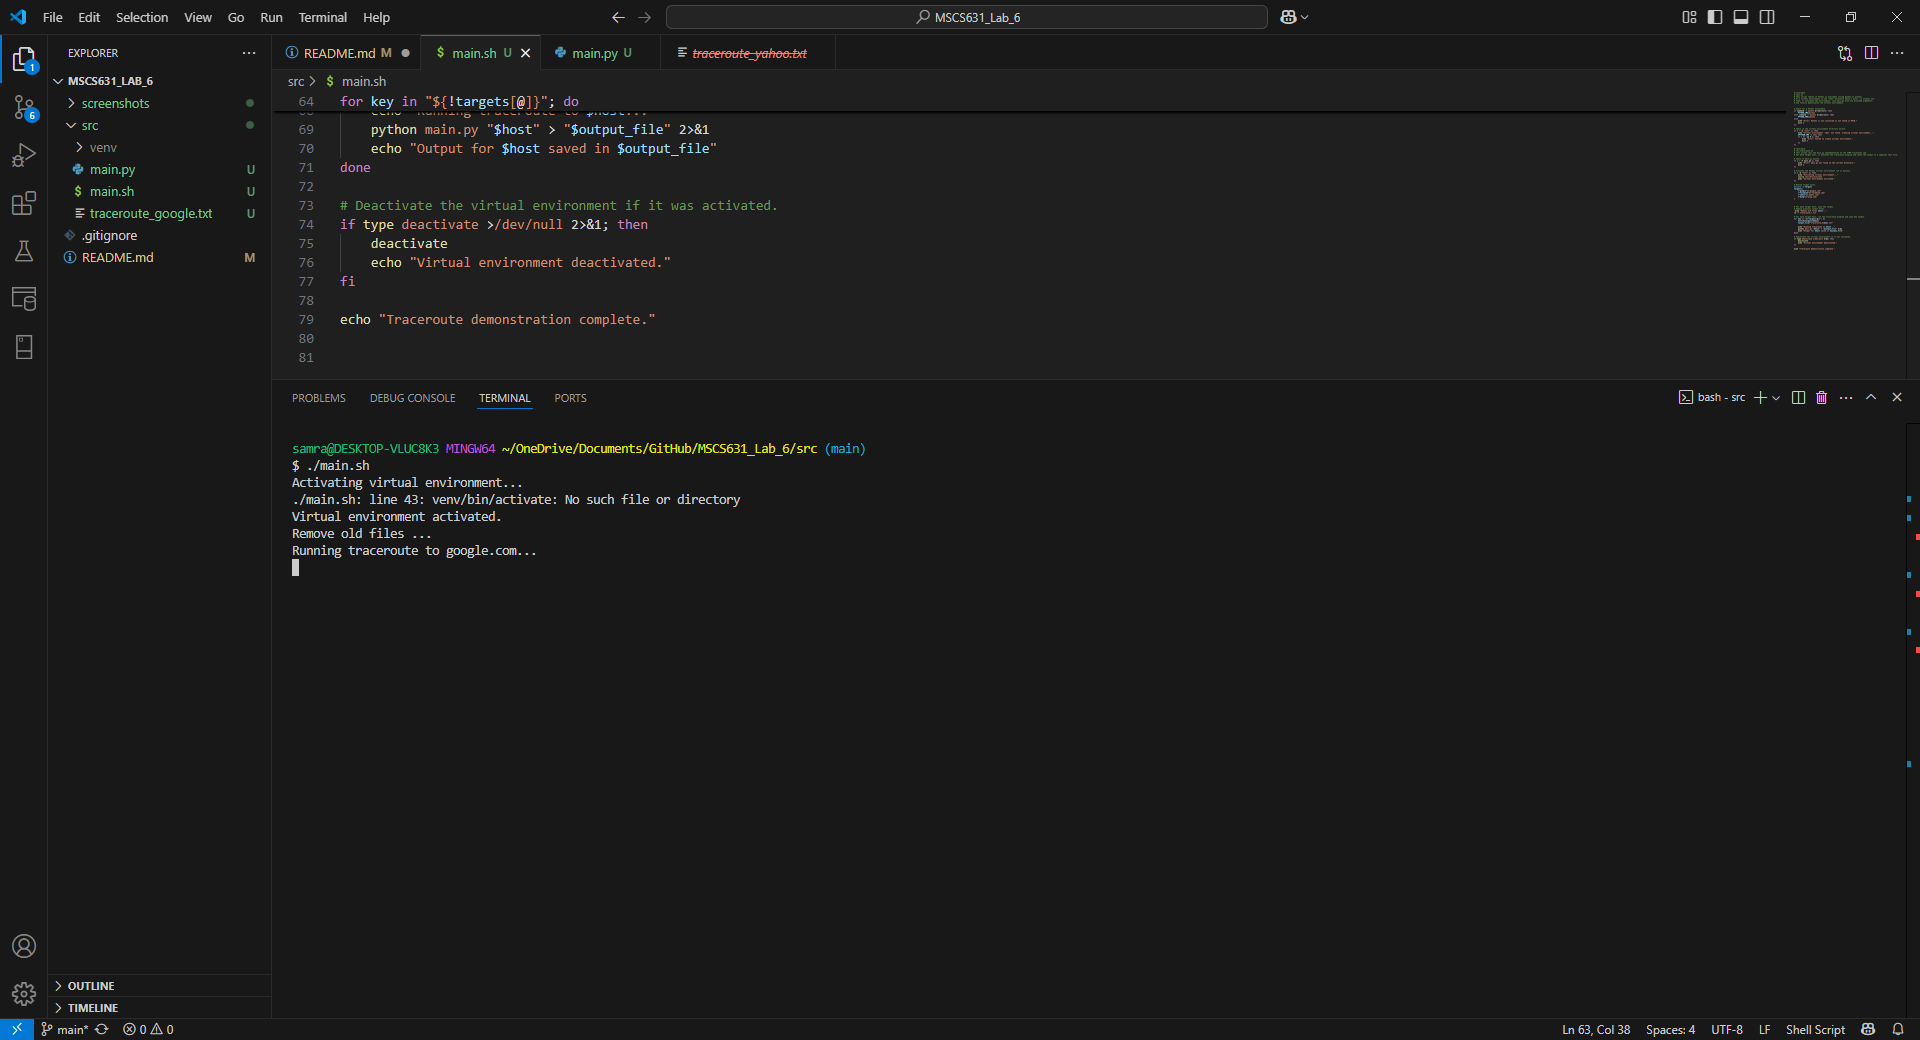 File Edit Selection View Go Run Terminal Help
MSCS631_Lab_6
EXPLORER
MSCS631_LAB_6
screenshots
src
venv
main.py U
main.sh U
traceroute_google.txt U
.gitignore
README.md M
OUTLINE
TIMELINE
1
6
README.md M
main.sh U
main.py U
traceroute_yahoo.txt
src > $ main.sh
64 for key in "${!targets[@]}"; do
69 python main.py "$host" > "$output_file" 2>&1
70 echo "Output for $host saved in $output_file"
71 done
72
73 # Deactivate the virtual environment if it was activated.
74 if type deactivate >/dev/null 2>&1; then
75 deactivate
76 echo "Virtual environment deactivated."
77 fi
78
79 echo "Traceroute demonstration complete."
80
81
PROBLEMS DEBUG CONSOLE TERMINAL PORTS
bash - src
samra@DESKTOP-VLUC8K3 MINGW64 ~/OneDrive/Documents/GitHub/MSCS631_Lab_6/src (main)
$ ./main.sh
Activating virtual environment...
./main.sh: line 43: venv/bin/activate: No such file or directory
Virtual environment activated.
Remove old files ...
Running traceroute to google.com...
main* 0 0
Ln 63, Col 38 Spaces: 4 UTF-8 LF Shell Script